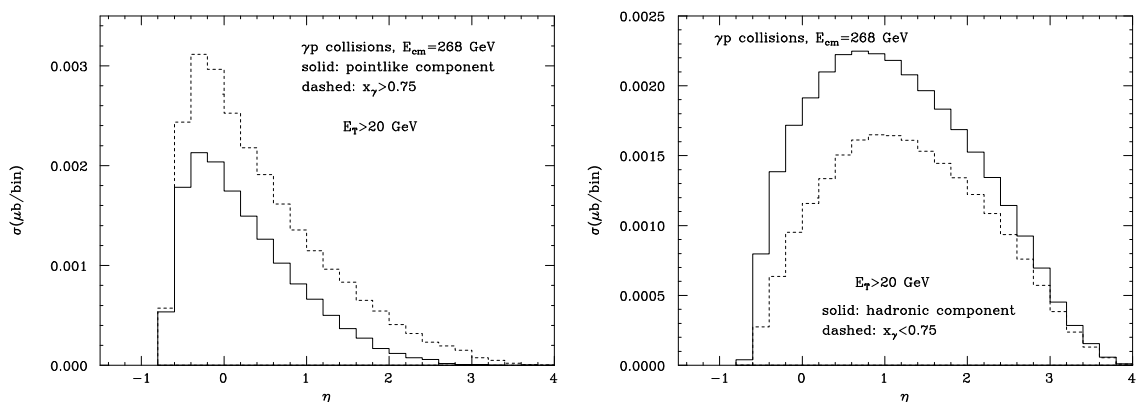 γp collisions, E_cm=268 GeV
solid: pointlike component
dashed: x_γ>0.75
E_T>20 GeV
0.003
0.002
0.001
0.000
σ(μb/bin)
−1 0 1 2 3 4
η
γp collisions, E_cm=268 GeV
0.0025
0.0020
0.0015
0.0010
0.0005
0.0000
σ(μb/bin)
E_T>20 GeV
solid: hadronic component
dashed: x_γ<0.75
−1 0 1 2 3 4
η